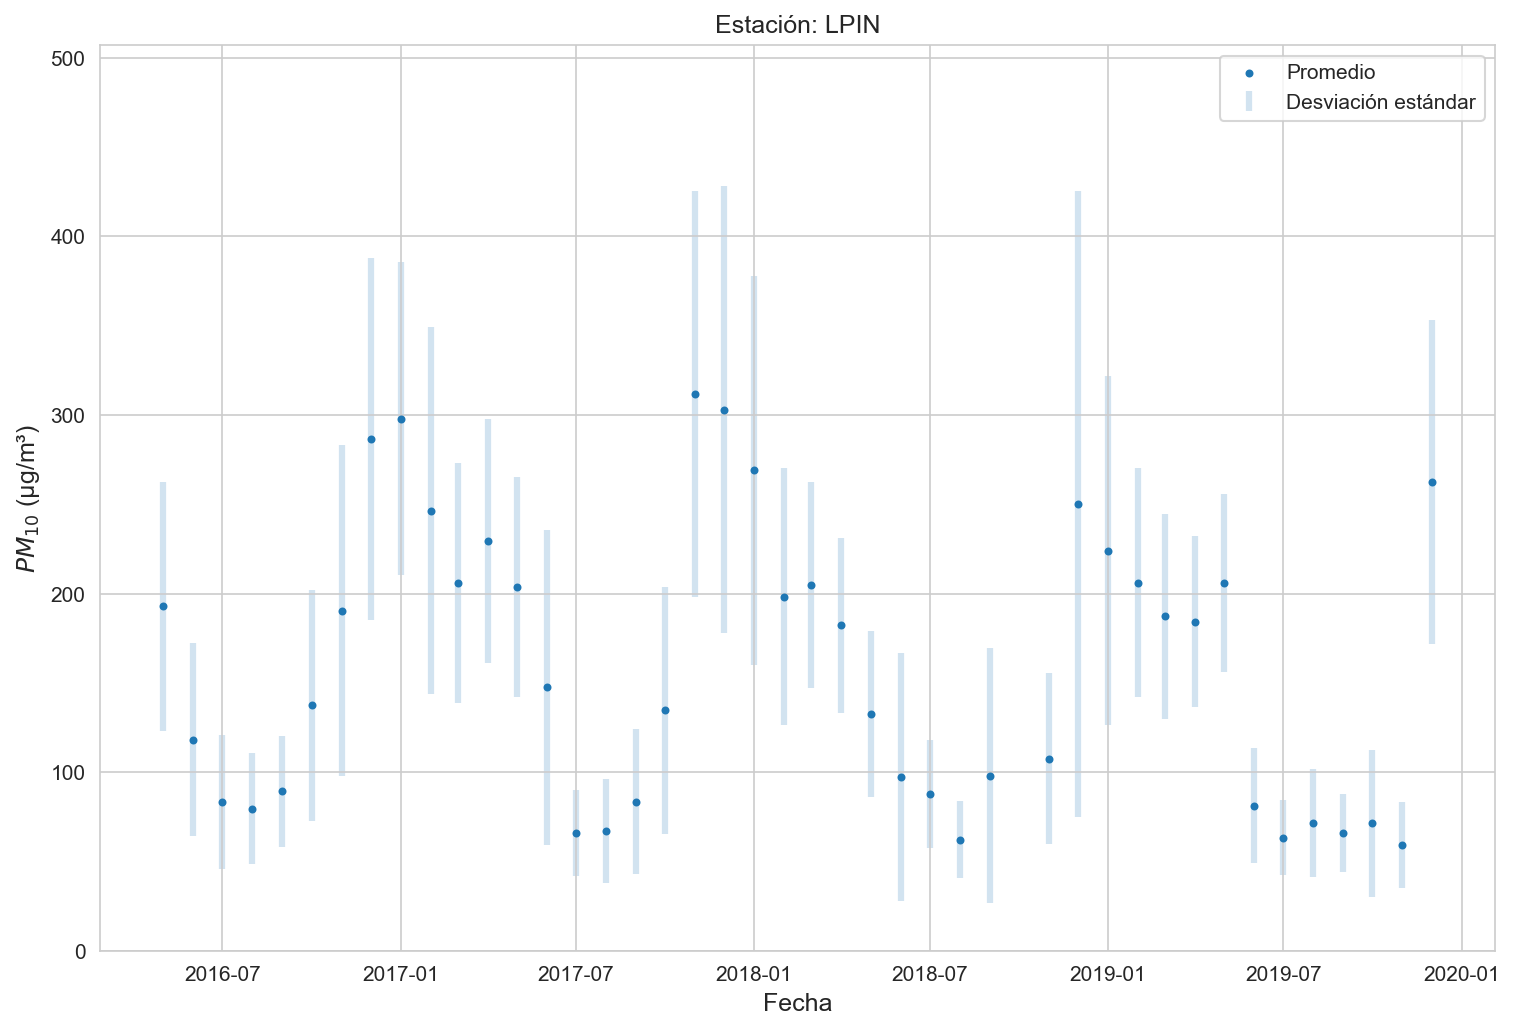 Estación: LPIN
500
400
300
200
100
0
PM₁₀ (µg/m³)
Promedio
Desviación estándar
2016-07 2017-01 2017-07 2018-01 2018-07 2019-01 2019-07 2020-01
Fecha